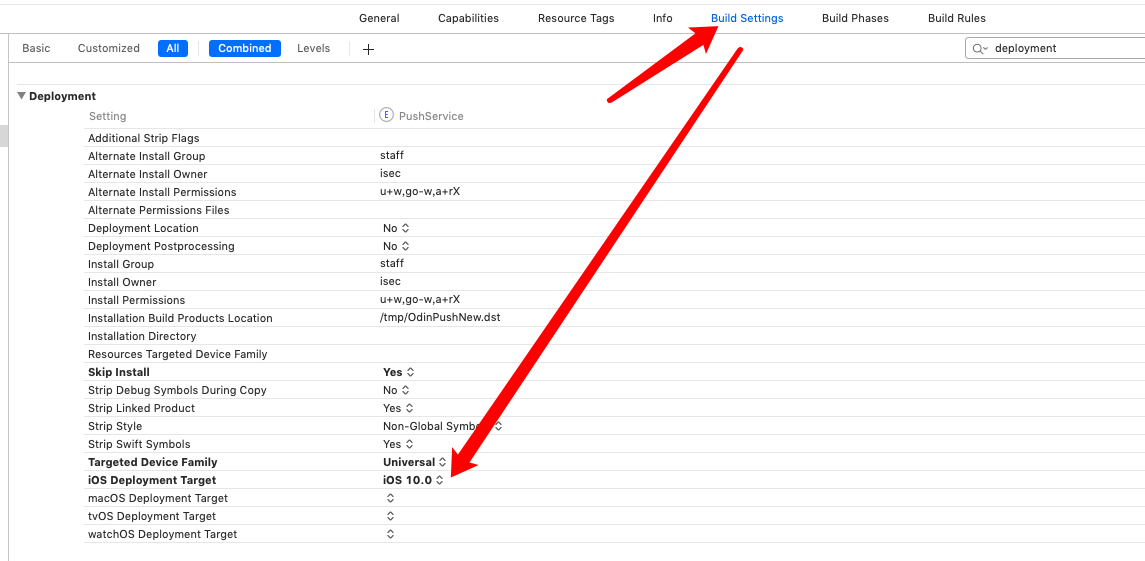 General Capabilities Resource Tags Info Build Settings Build Phases Build Rules
Basic Customized All Combined Levels + deployment
Deployment
Setting E PushService
Additional Strip Flags
Alternate Install Group staff
Alternate Install Owner isec
Alternate Install Permissions u+w,go-w,a+rX
Alternate Permissions Files
Deployment Location No
Deployment Postprocessing No
Install Group staff
Install Owner isec
Install Permissions u+w,go-w,a+rX
Installation Build Products Location /tmp/OdinPushNew.dst
Installation Directory
Resources Targeted Device Family
Skip Install Yes
Strip Debug Symbols During Copy No
Strip Linked Product Yes
Strip Style Non-Global
Strip Swift Symbols Yes
Targeted Device Family Universal
iOS Deployment Target iOS 10.0
macOS Deployment Target
tvOS Deployment Target
watchOS Deployment Target